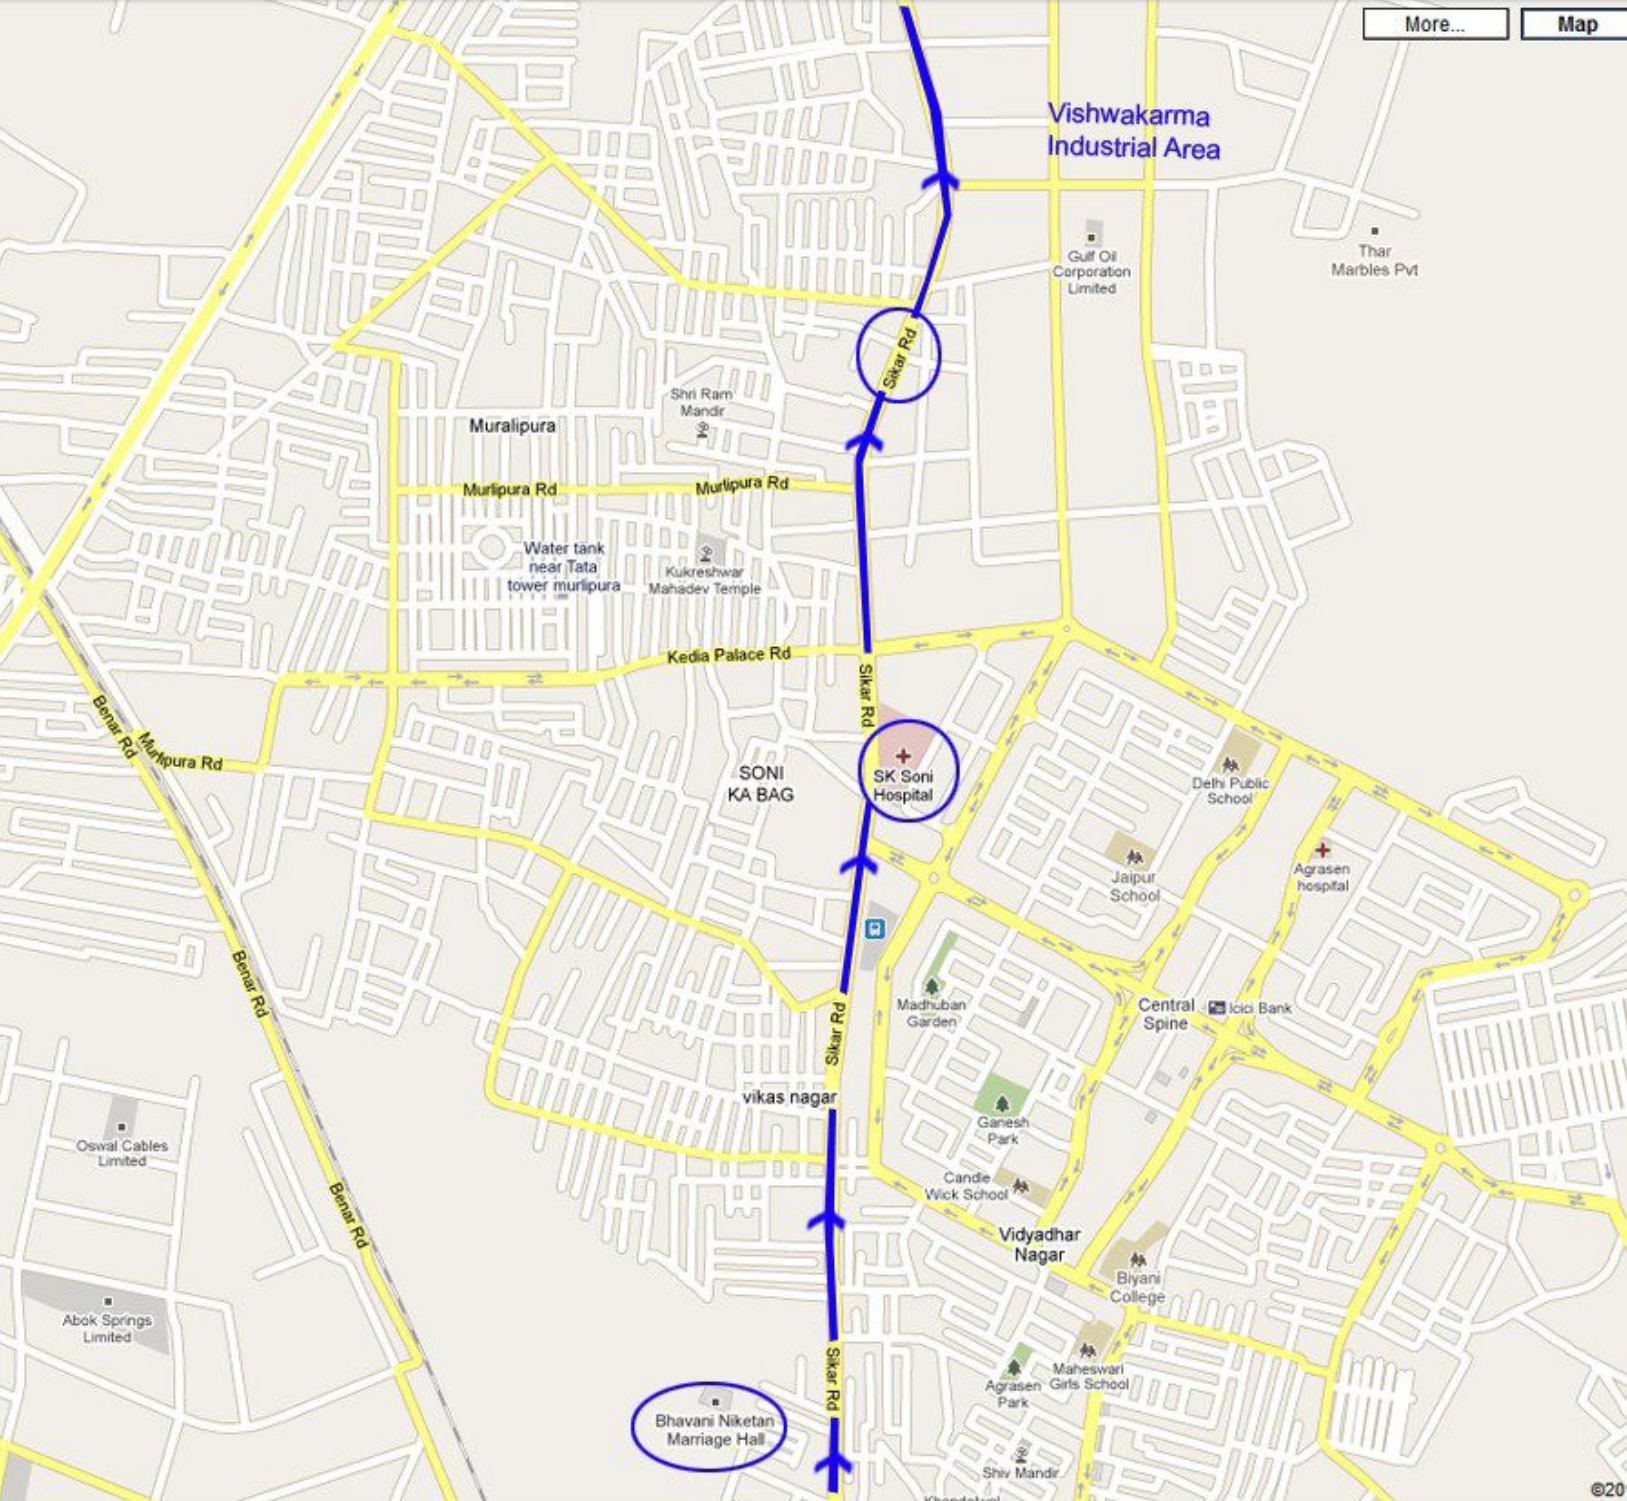 More...
Map
Vishwakarma
Industrial Area
Gulf Oil
Corporation
Limited
Thar
Marbles Pvt
Sikar Rd
Shri Ram
Mandir
Muralipura
Murlipura Rd
Murlipura Rd
Water tank
near Tata
tower murlipura
Kukreshwar
Mahadev Temple
Kedia Palace Rd
Sikar Rd
Benar Rd
Murlipura Rd
SONI
KA BAG
SK Soni
Hospital
Delhi Public
School
Jaipur
School
Agrasen
hospital
Benar Rd
Sikar Rd
Madhuban
Garden
Central
Spine
Icici Bank
vikas nagar
Ganesh
Park
Oswal Cables
Limited
Benar Rd
Candle
Wick School
Vidyadhar
Nagar
Biyani
College
Abok Springs
Limited
Sikar Rd
Agrasen
Park
Maheswari
Girls School
Bhavani Niketan
Marriage Hall
Shiv Mandir
©20